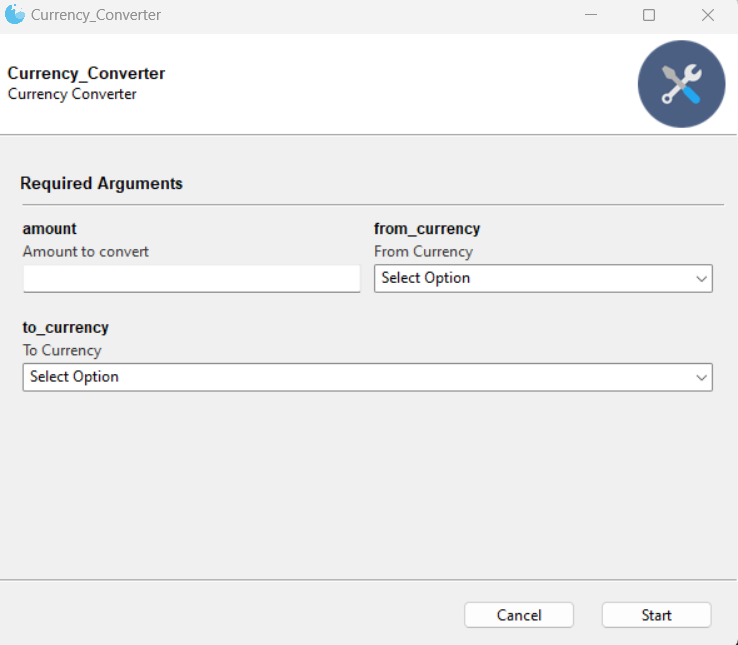 Currency_Converter
Currency_Converter
Currency Converter
Required Arguments
amount
Amount to convert
from_currency
From Currency
Select Option
to_currency
To Currency
Select Option
Cancel
Start